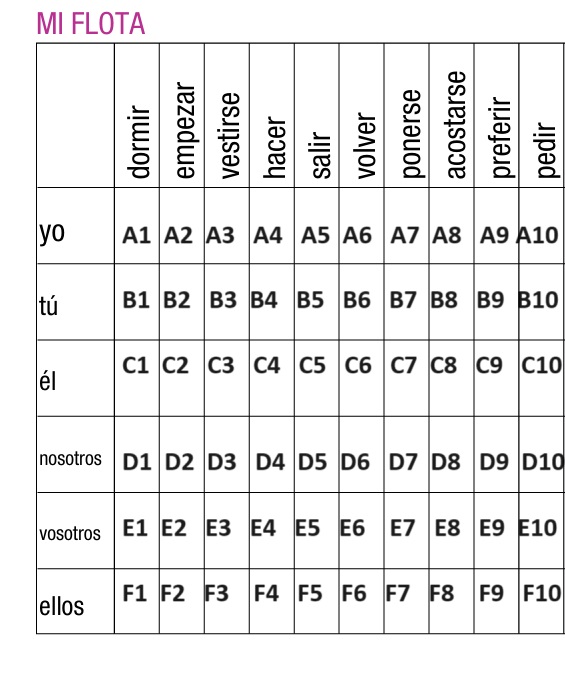 MI FLOTA
dormir empezar vestirse hacer salir volver ponerse acostarse preferir pedir
yo A1 A2 A3 A4 A5 A6 A7 A8 A9 A10
tú B1 B2 B3 B4 B5 B6 B7 B8 B9 B10
él C1 C2 C3 C4 C5 C6 C7 C8 C9 C10
nosotros D1 D2 D3 D4 D5 D6 D7 D8 D9 D10
vosotros E1 E2 E3 E4 E5 E6 E7 E8 E9 E10
ellos F1 F2 F3 F4 F5 F6 F7 F8 F9 F10